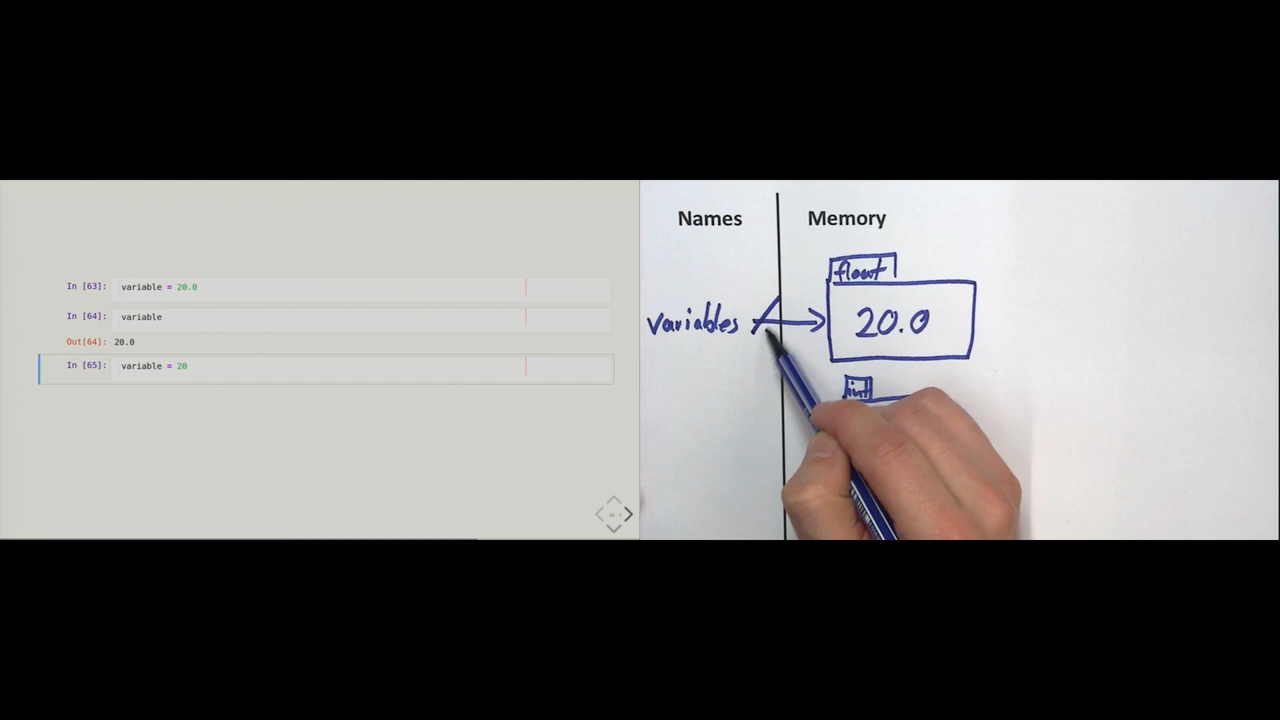 In [63]: variable = 20.0
In [64]: variable
Out[64]: 20.0
In [65]: variable = 20
Names Memory
float
variables 20.0
int